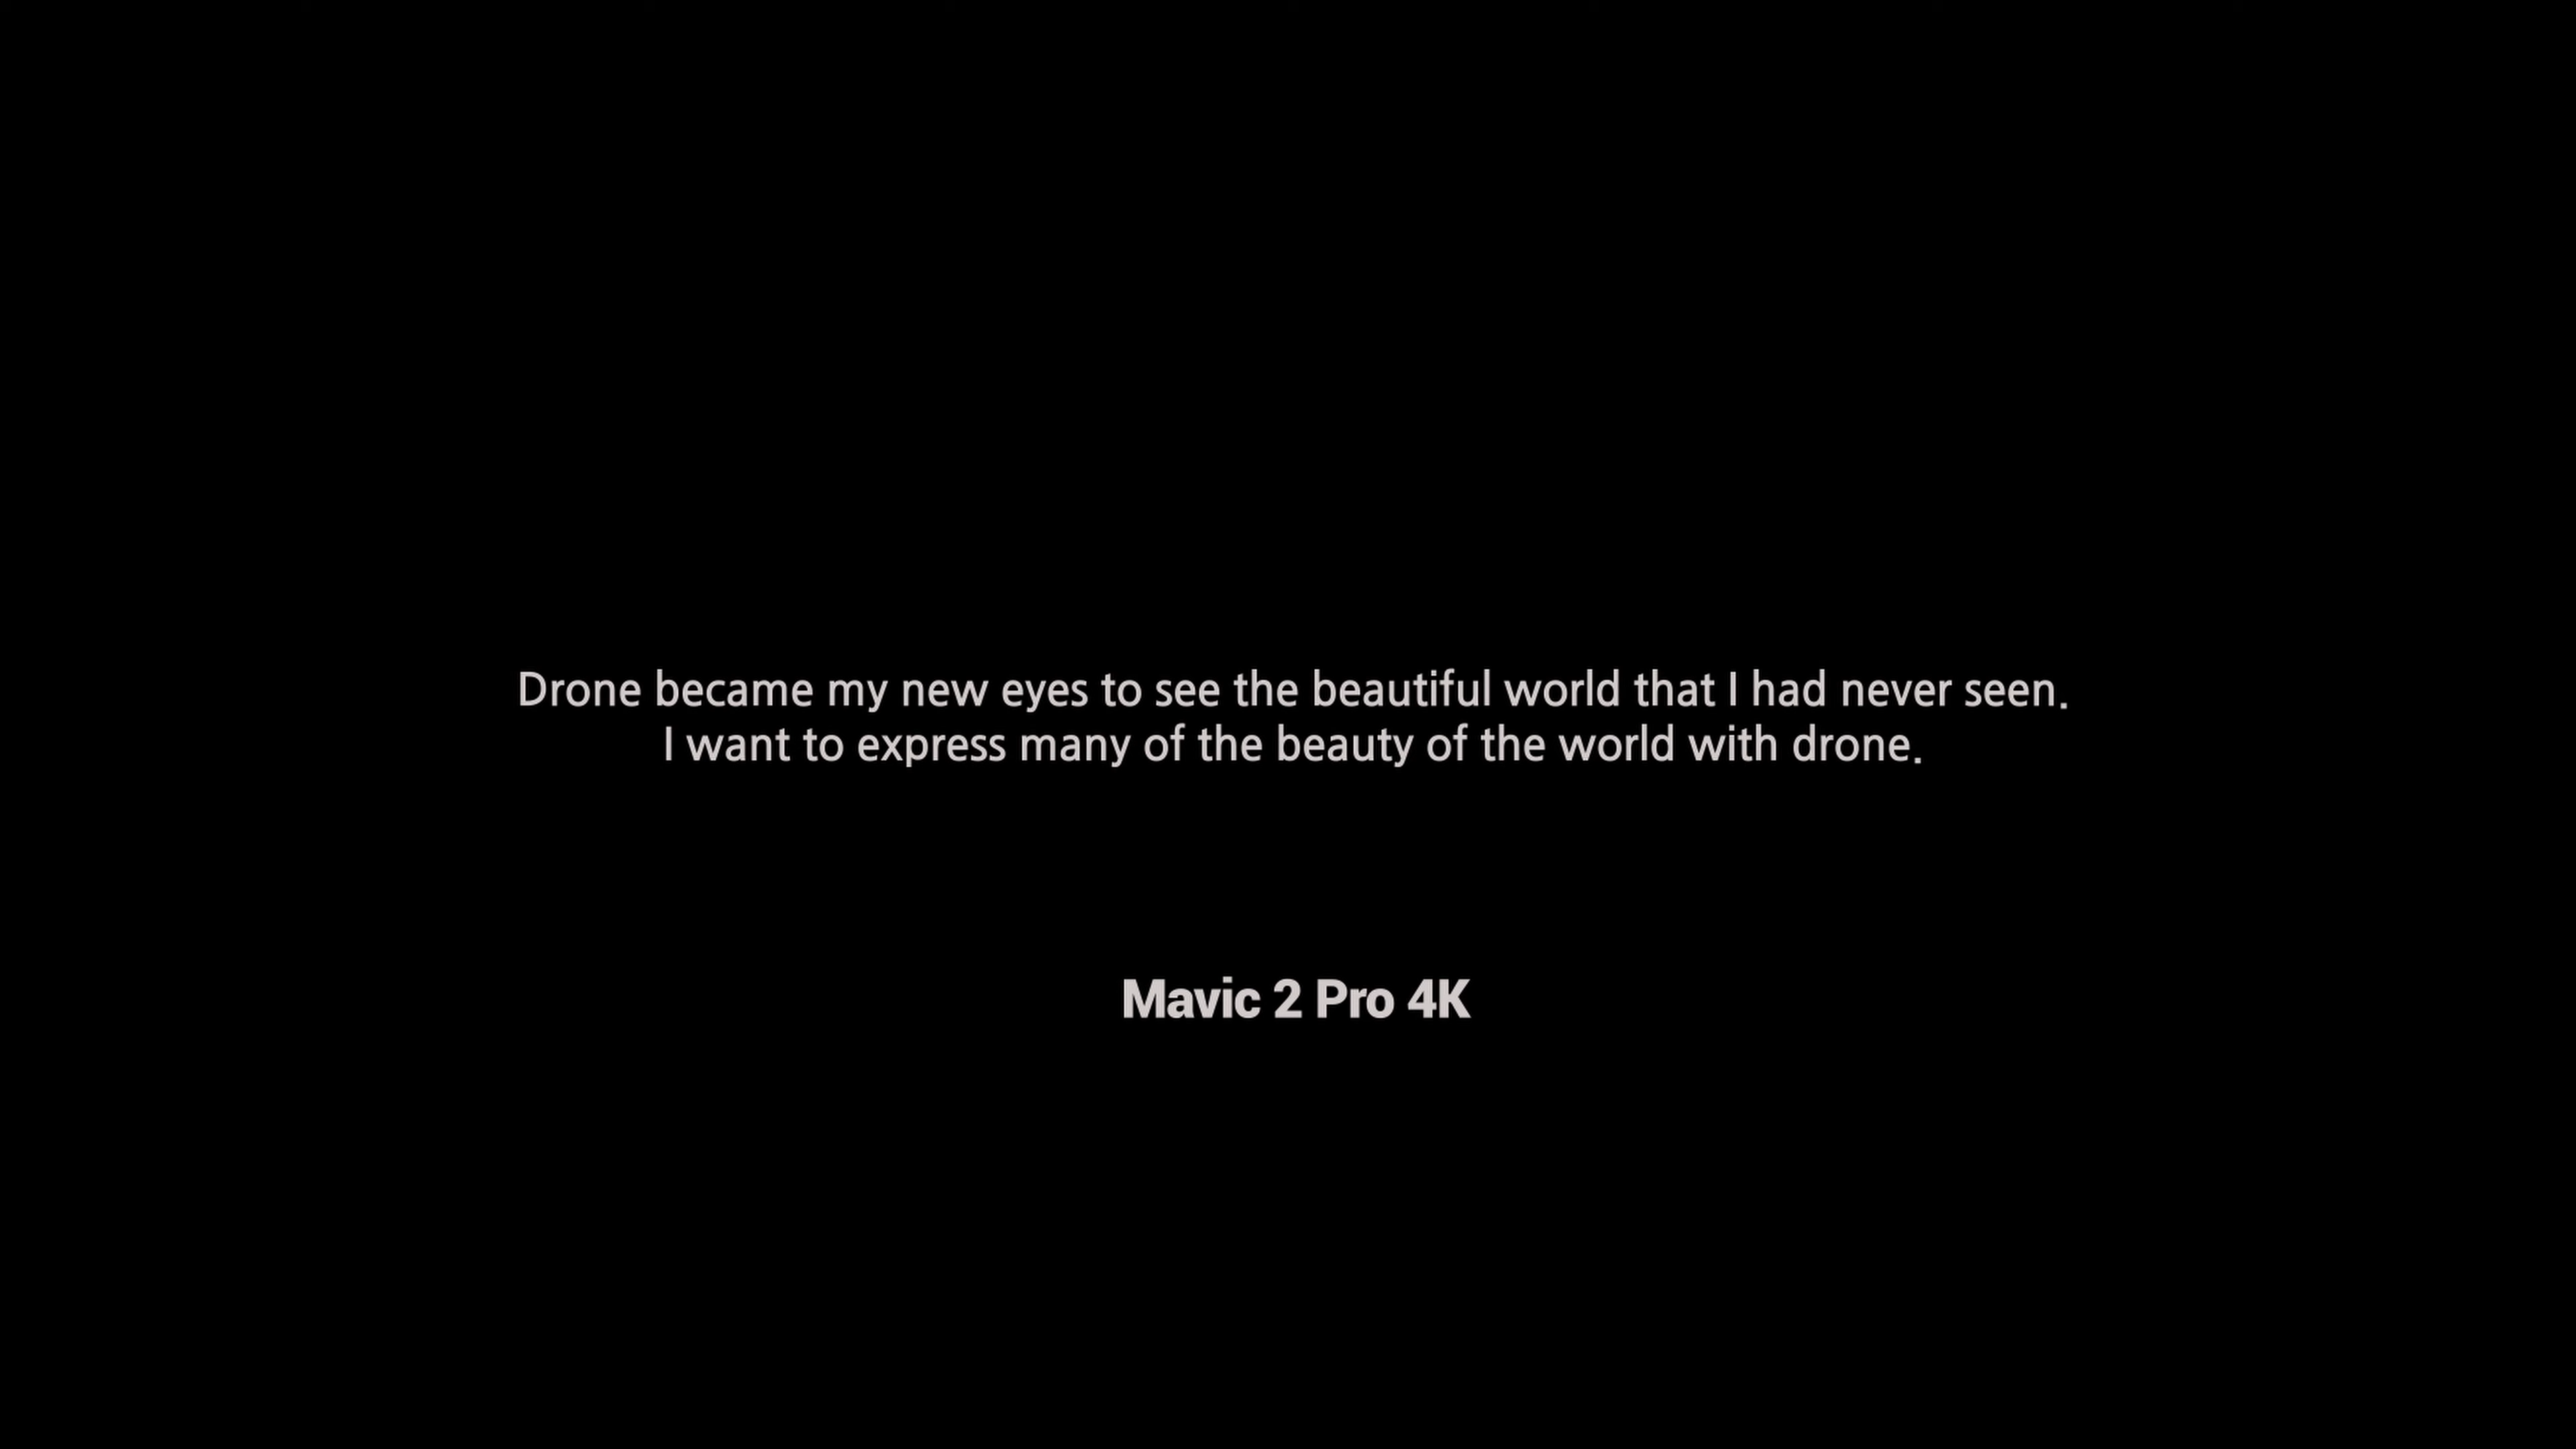 Drone became my new eyes to see the beautiful world that I had never seen.
I want to express many of the beauty of the world with drone.
Mavic 2 Pro 4K